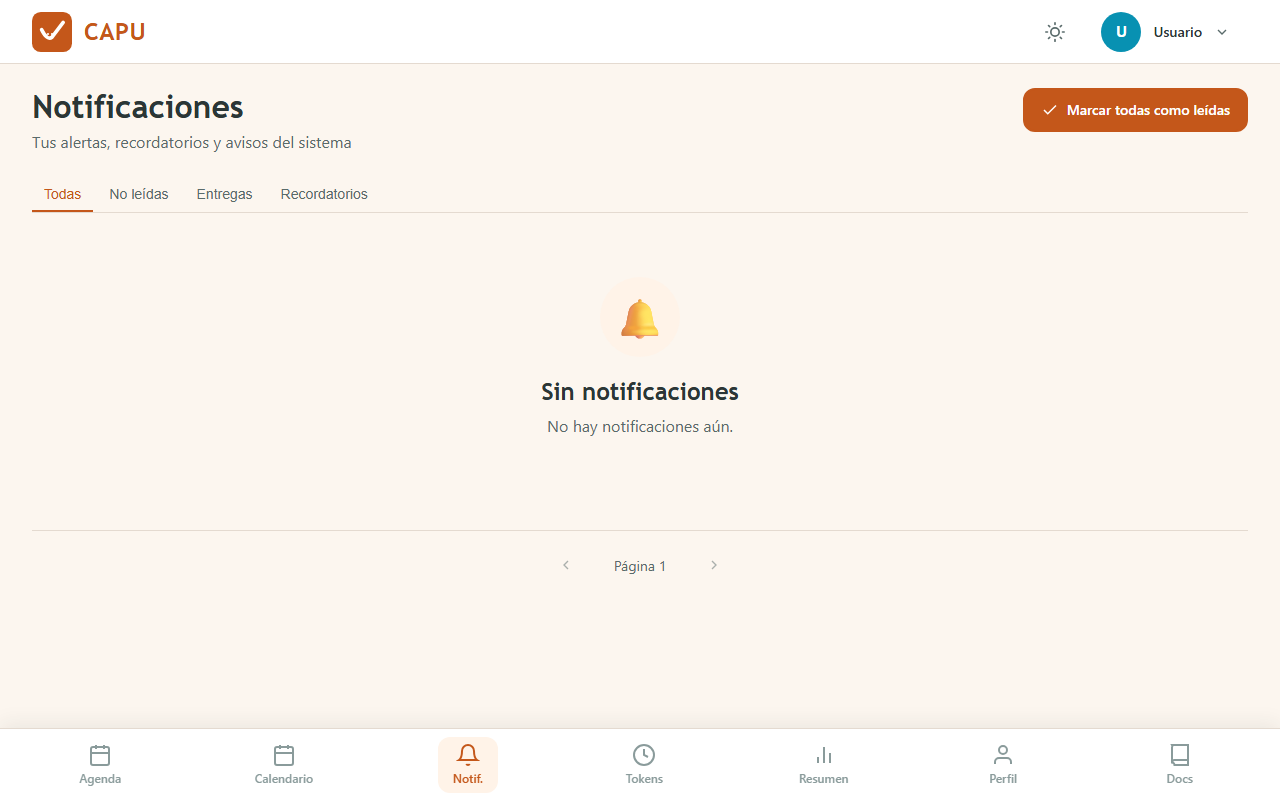 CAPU
U
Usuario
Notificaciones
Marcar todas como leídas
Tus alertas, recordatorios y avisos del sistema
Todas
No leídas
Entregas
Recordatorios
Sin notificaciones
No hay notificaciones aún.
Página 1
Agenda
Calendario
Notif.
Tokens
Resumen
Perfil
Docs